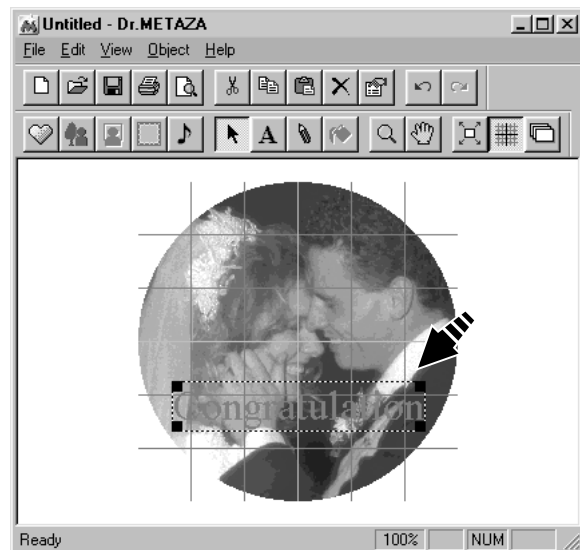 Untitled - Dr.METAZA
File Edit View Object Help
A
Congratulation
Ready 100% NUM